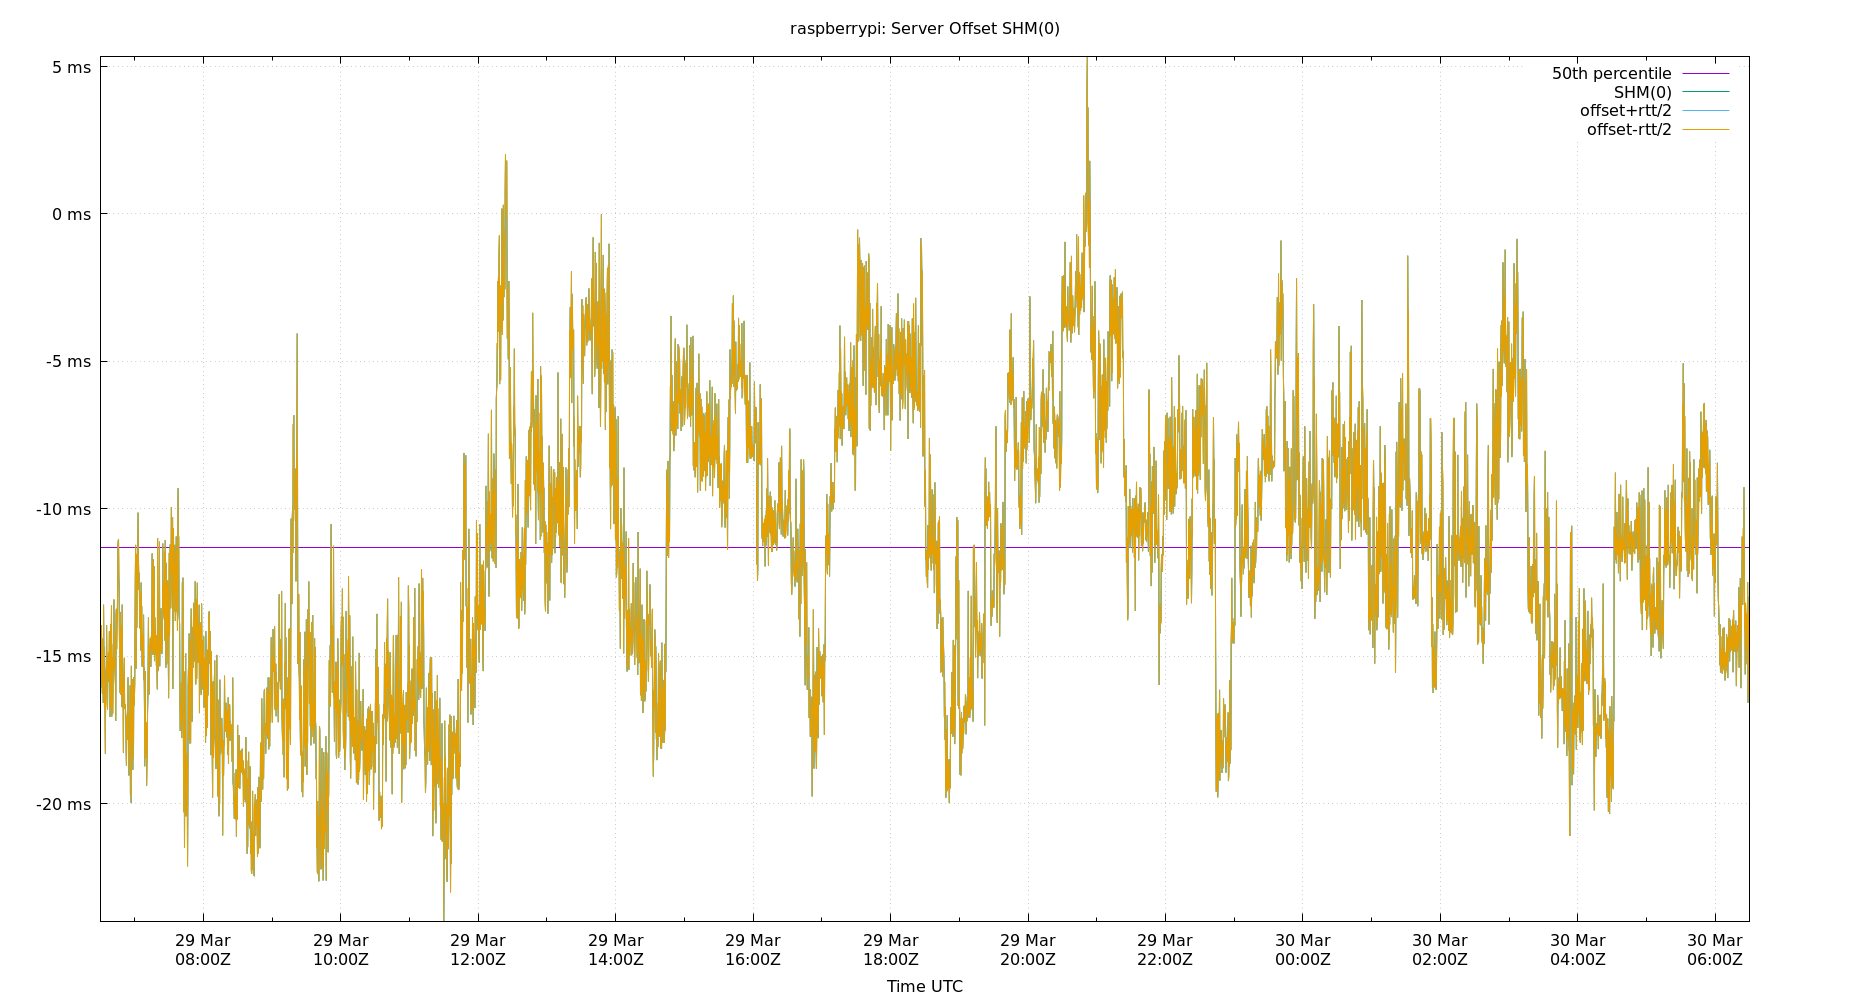 raspberrypi: Server Offset SHM(0)
5 ms
0 ms
-5 ms
-10 ms
-15 ms
-20 ms
50th percentile
SHM(0)
offset+rtt/2
offset-rtt/2
29 Mar 29 Mar 29 Mar 29 Mar 29 Mar 29 Mar 29 Mar 29 Mar 30 Mar 30 Mar 30 Mar 30 Mar
08:00Z 10:00Z 12:00Z 14:00Z 16:00Z 18:00Z 20:00Z 22:00Z 00:00Z 02:00Z 04:00Z 06:00Z
Time UTC